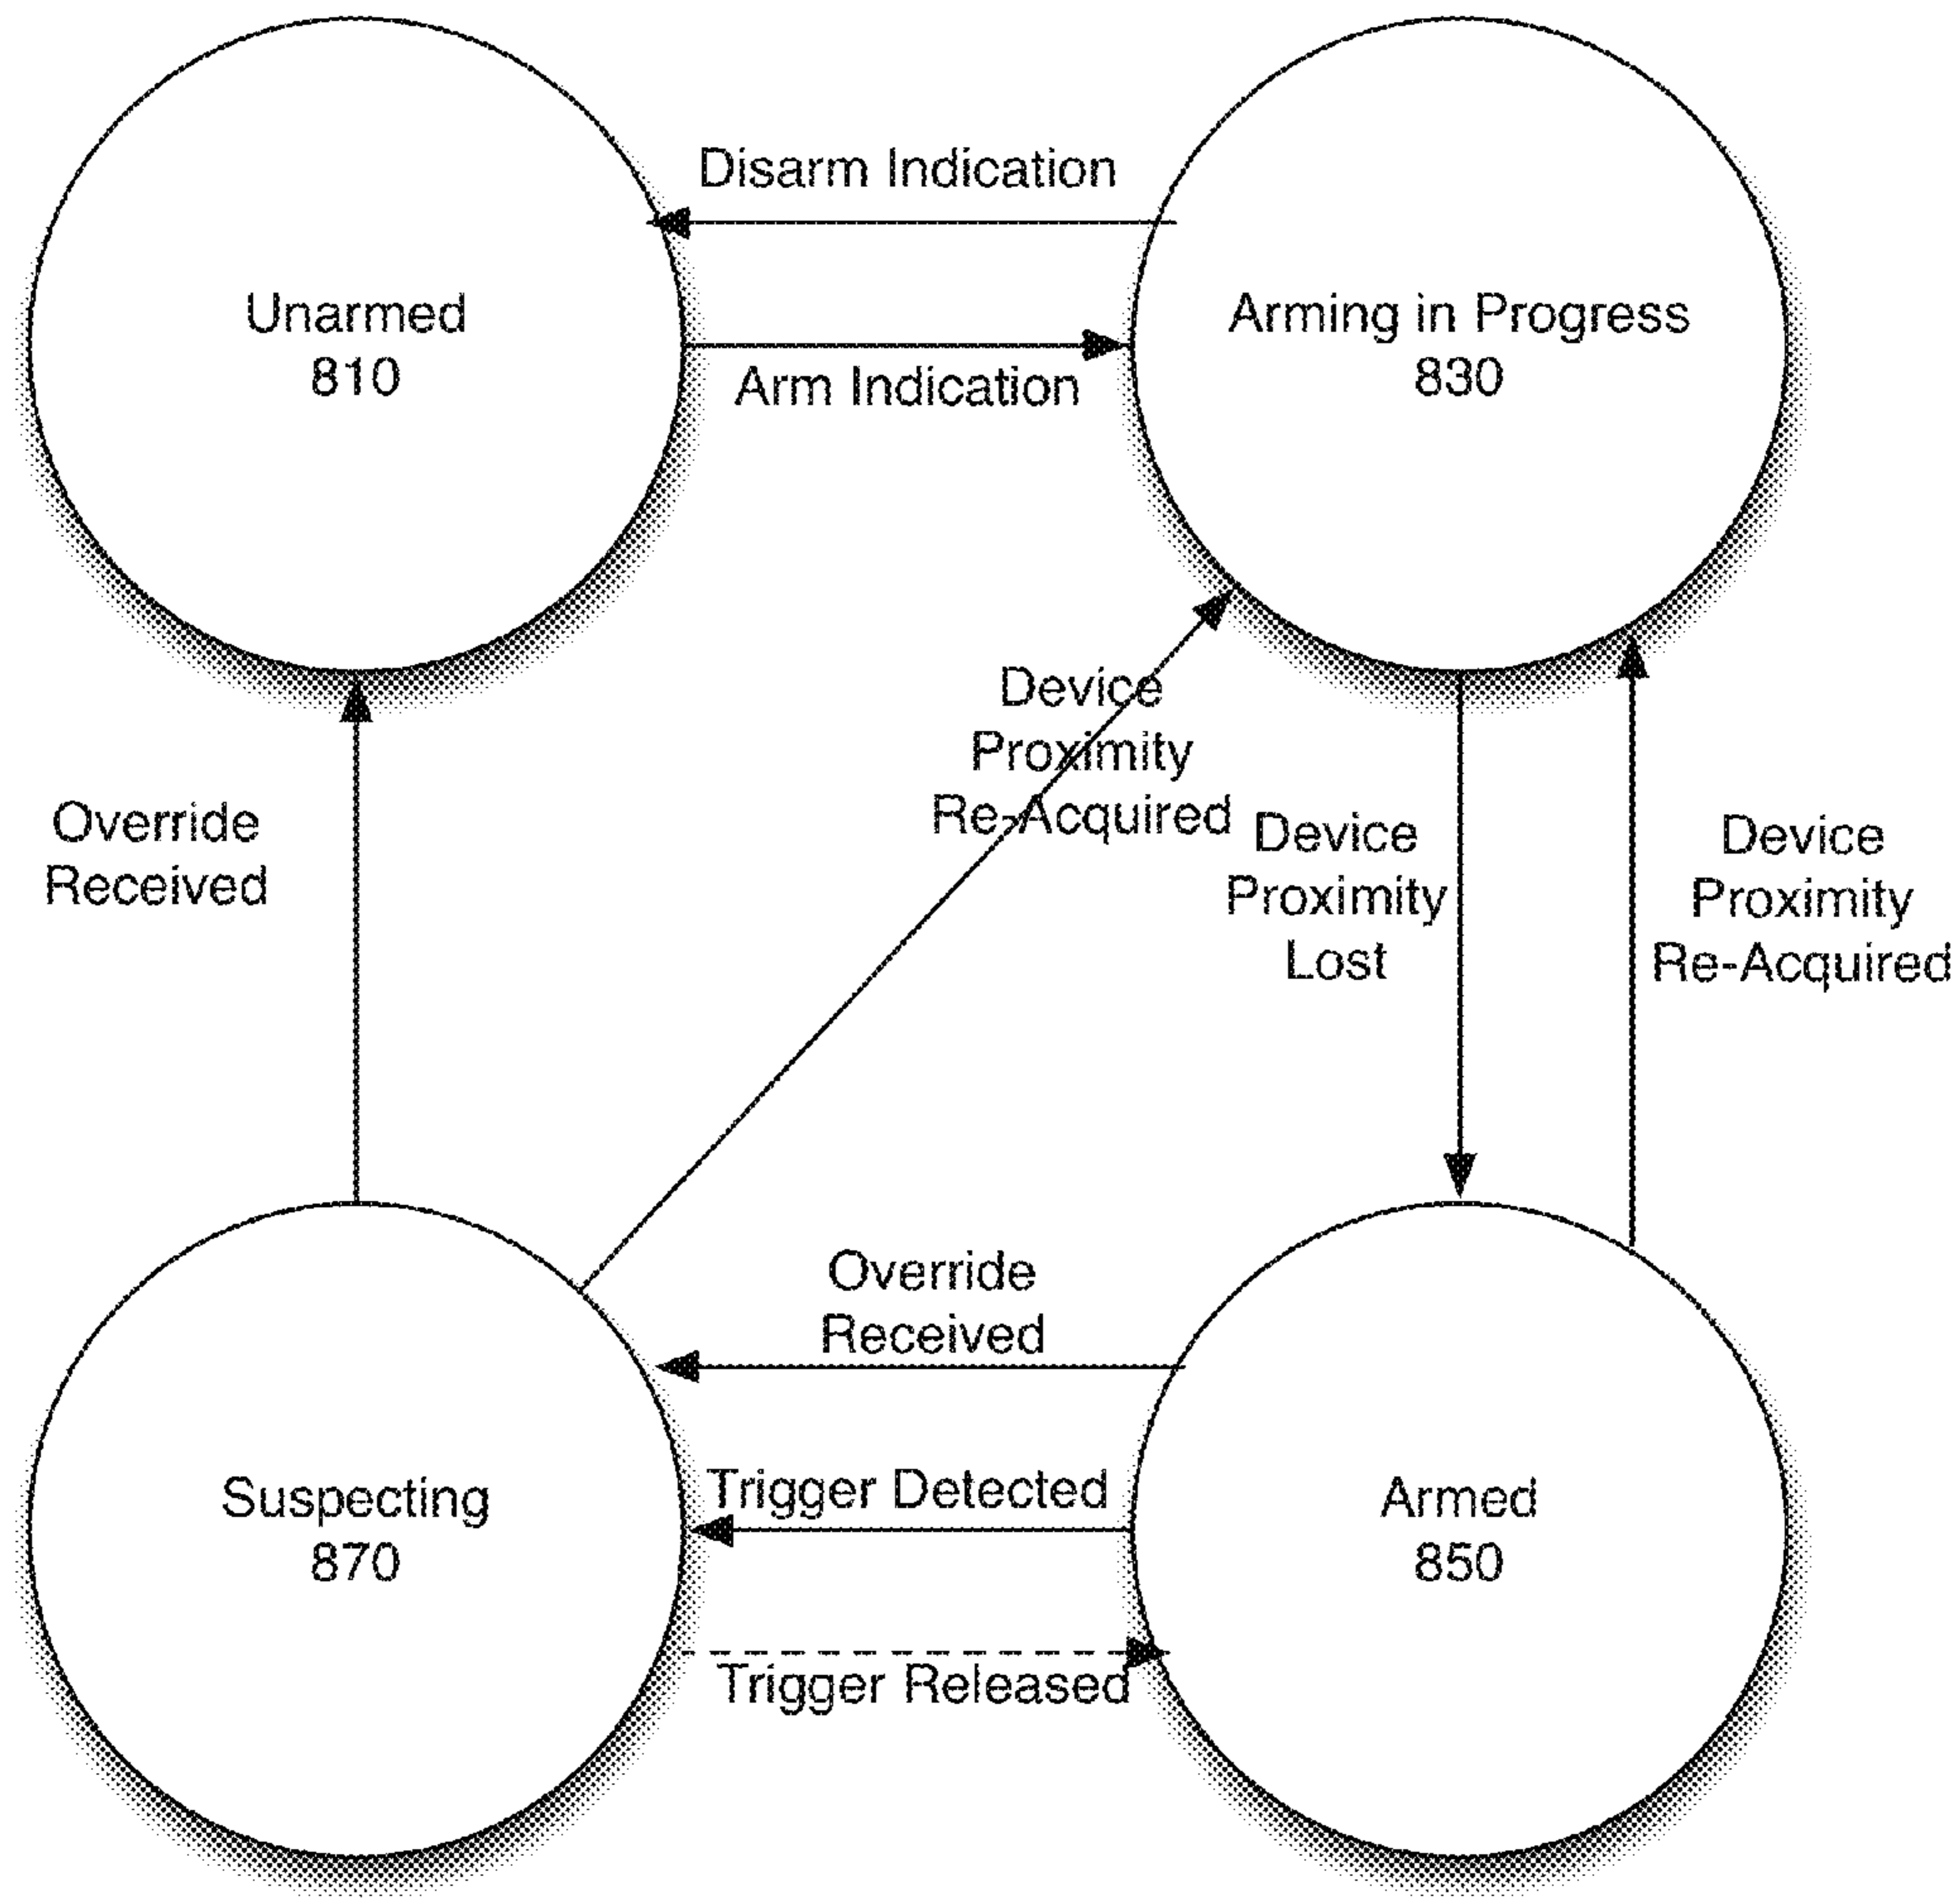 Disarm Indication
Unarmed
810
Arm Indication
Arming in Progress
830
Override
Received
Device
Proximity
Re-Acquired
Device
Proximity
Lost
Device
Proximity
Re-Acquired
Override
Received
Suspecting
870
Trigger Detected
Armed
850
Trigger Released